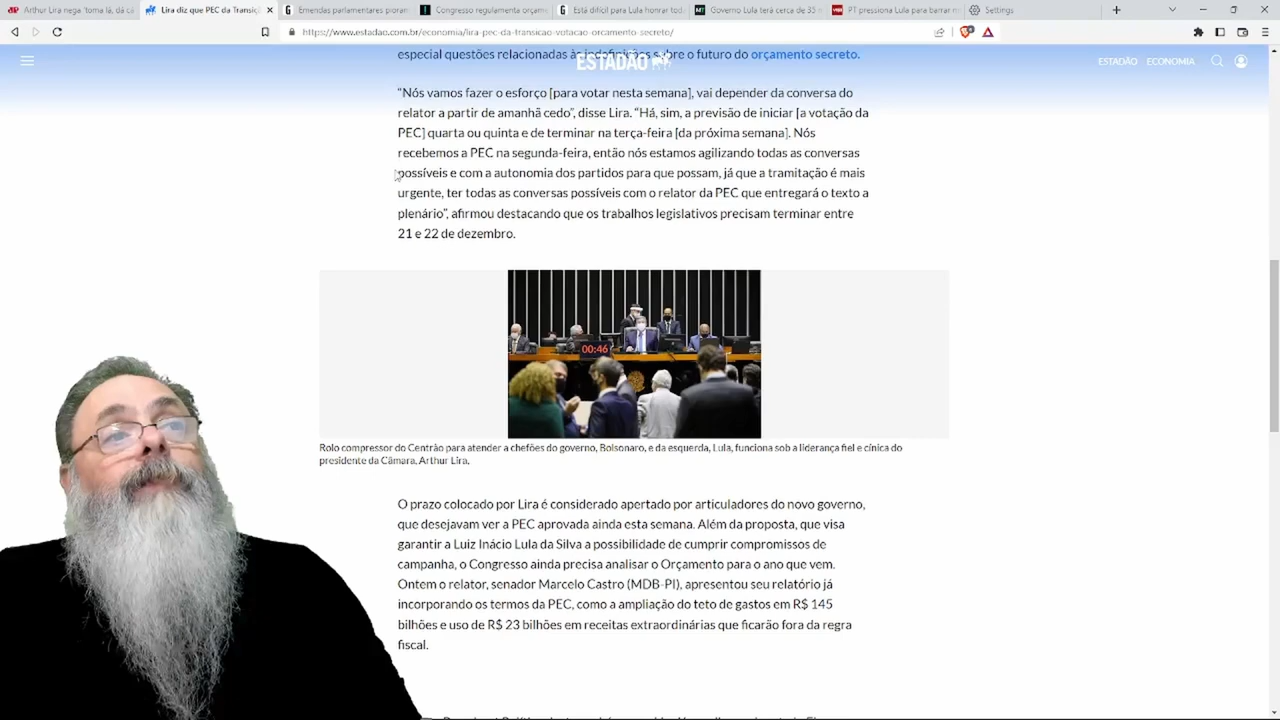 Arthur Lira nega 'toma lá, dá cá
Lira diz que PEC da Transiçã
Emendas parlamentares pioram
Congresso regulamenta orçame
Está difícil para Lula honrar tod
Governo Lula terá cerca de 35 m
PT pressiona Lula para barrar m
Settings
https://www.estadao.com.br/economia/lira-pec-da-transicao-votacao-orcamento-secreto/
ESTADÃO
ESTADÃO ECONOMIA
especial questões relacionadas às indefinições sobre o futuro do orçamento secreto.
“Nós vamos fazer o esforço [para votar nesta semana], vai depender da conversa do
relator a partir de amanhã cedo”, disse Lira. “Há, sim, a previsão de iniciar [a votação da
PEC] quarta ou quinta e de terminar na terça-feira [da próxima semana]. Nós
recebemos a PEC na segunda-feira, então nós estamos agilizando todas as conversas
possíveis e com a autonomia dos partidos para que possam, já que a tramitação é mais
urgente, ter todas as conversas possíveis com o relator da PEC que entregará o texto a
plenário”, afirmou destacando que os trabalhos legislativos precisam terminar entre
21 e 22 de dezembro.
00:46
Rolo compressor do Centrão para atender a chefões do governo, Bolsonaro, e da esquerda, Lula, funciona sob a liderança fiel e cínica do
presidente da Câmara, Arthur Lira.
O prazo colocado por Lira é considerado apertado por articuladores do novo governo,
que desejavam ver a PEC aprovada ainda esta semana. Além da proposta, que visa
garantir a Luiz Inácio Lula da Silva a possibilidade de cumprir compromissos de
campanha, o Congresso ainda precisa analisar o Orçamento para o ano que vem.
Ontem o relator, senador Marcelo Castro (MDB-PI), apresentou seu relatório já
incorporando os termos da PEC, como a ampliação do teto de gastos em R$ 145
bilhões e uso de R$ 23 bilhões em receitas extraordinárias que ficarão fora da regra
fiscal.